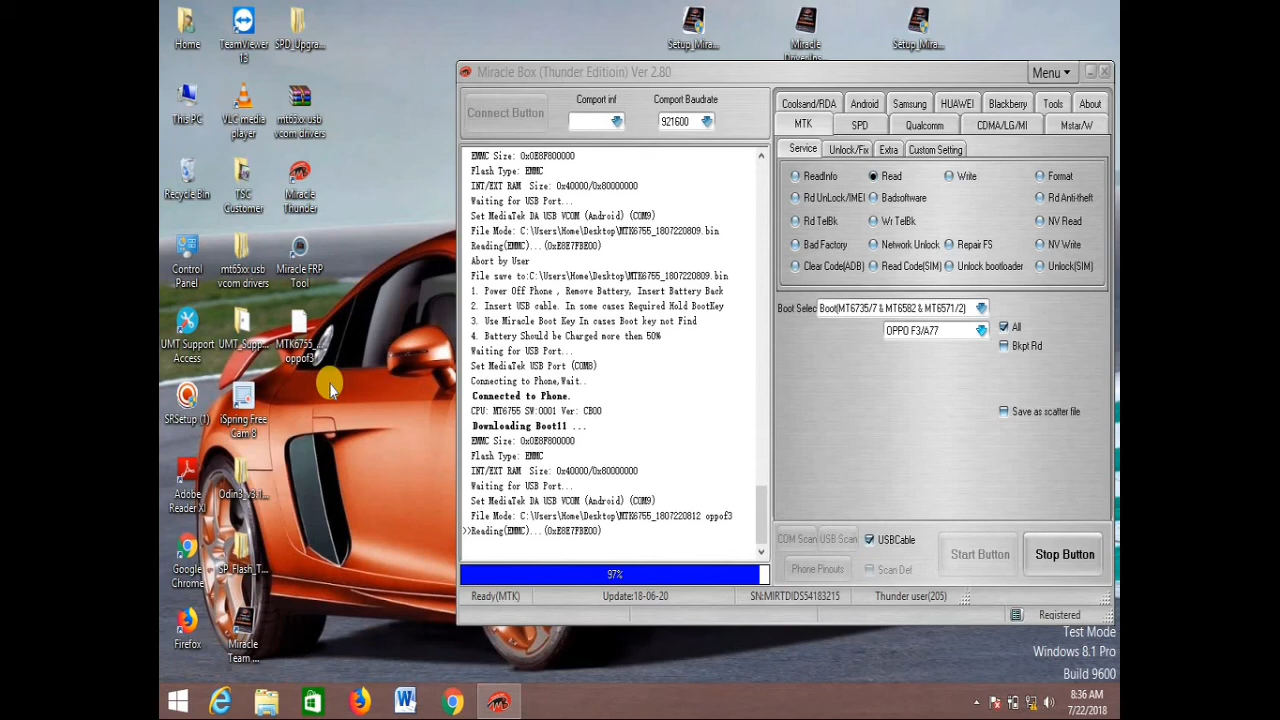 Home
TeamViewer 13
SPD_Upgra...
Setup_Mira...
Miracle DriverIns...
Setup_Mira...
This PC
VLC media player
mt65xx usb vcom drivers
Recycle Bin
TSC Customer
Miracle Thunder
Control Panel
mt65xx usb vcom drivers
Miracle FRP Tool
UMT Support Access
UMT_Supp...
MTK6755_... oppof3
SRSetup (1)
iSpring Free Cam 8
Adobe Reader XI
Odin3_v3.1...
Google Chrome
SP_Flash_T...
Firefox
Miracle Team ...
Miracle Box (Thunder Editioin) Ver 2.80
Menu
Connect Button
Comport inf
Comport Baudrate
921600
EMMC Size: 0x0E8F800000
Flash Type: EMMC
INT/EXT RAM Size: 0x40000/0x80000000
Waiting for USB Port...
Set MediaTek DA USB VCOM (Android) (COM9)
File Mode: C:\Users\Home\Desktop\MTK6755_1807220809.bin
Reading(EMMC)...(0xE8E7FBE00)
Abort by User
File save to:C:\Users\Home\Desktop\MTK6755_1807220809.bin
1. Power Off Phone , Remove Battery, Insert Battery Back
2. Insert USB cable. In some cases Required Hold BootKey
3. Use Miracle Boot Key In cases Boot key not Find
4. Battery Should be Charged more then 50%
Waiting for USB Port...
Set MediaTek USB Port (COM8)
Connecting to Phone,Wait..
Connected to Phone.
CPU: MT6755 SW:0001 Ver: CB00
Downloading Boot11 ...
EMMC Size: 0x0E8F800000
Flash Type: EMMC
INT/EXT RAM Size: 0x40000/0x80000000
Waiting for USB Port...
Set MediaTek DA USB VCOM (Android) (COM9)
File Mode: C:\Users\Home\Desktop\MTK6755_1807220812 oppof3
>>Reading(EMMC)...(0xE8E7FBE00)
97%
Coolsand/RDA
Android
Samsung
HUAWEI
Blackberry
Tools
About
MTK
SPD
Qualcomm
CDMA/LG/MI
Mstar/W
Service
Unlock/Fix
Extra
Custom Setting
ReadInfo
Read
Write
Format
Rd UnLock/IMEI
Badsoftware
Rd Anti-theft
Rd TelBk
Wr TelBk
NV Read
Bad Factory
Network Unlock
Repair FS
NV Write
Clear Code(ADB)
Read Code(SIM)
Unlock bootloader
Unlock(SIM)
Boot Selec
Boot(MT6735/7 & MT6582 & MT6571/2)
OPPO F3/A77
All
Bkpt Rd
Save as scatter file
COM Scan
USB Scan
USBCable
Start Button
Stop Button
Phone Pinouts
Scan Def
Ready(MTK)
Update:18-06-20
SN:MIRTDIDS54183215
Thunder user(205)
Registered
Test Mode
Windows 8.1 Pro
Build 9600
8:36 AM
7/22/2018